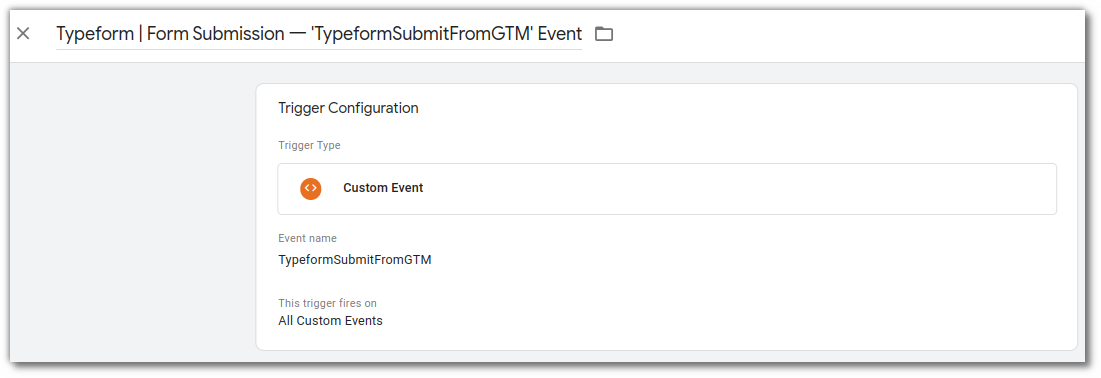 Typeform | Form Submission — 'TypeformSubmitFromGTM' Event
Trigger Configuration
Trigger Type
Custom Event
Event name
TypeformSubmitFromGTM
This trigger fires on
All Custom Events